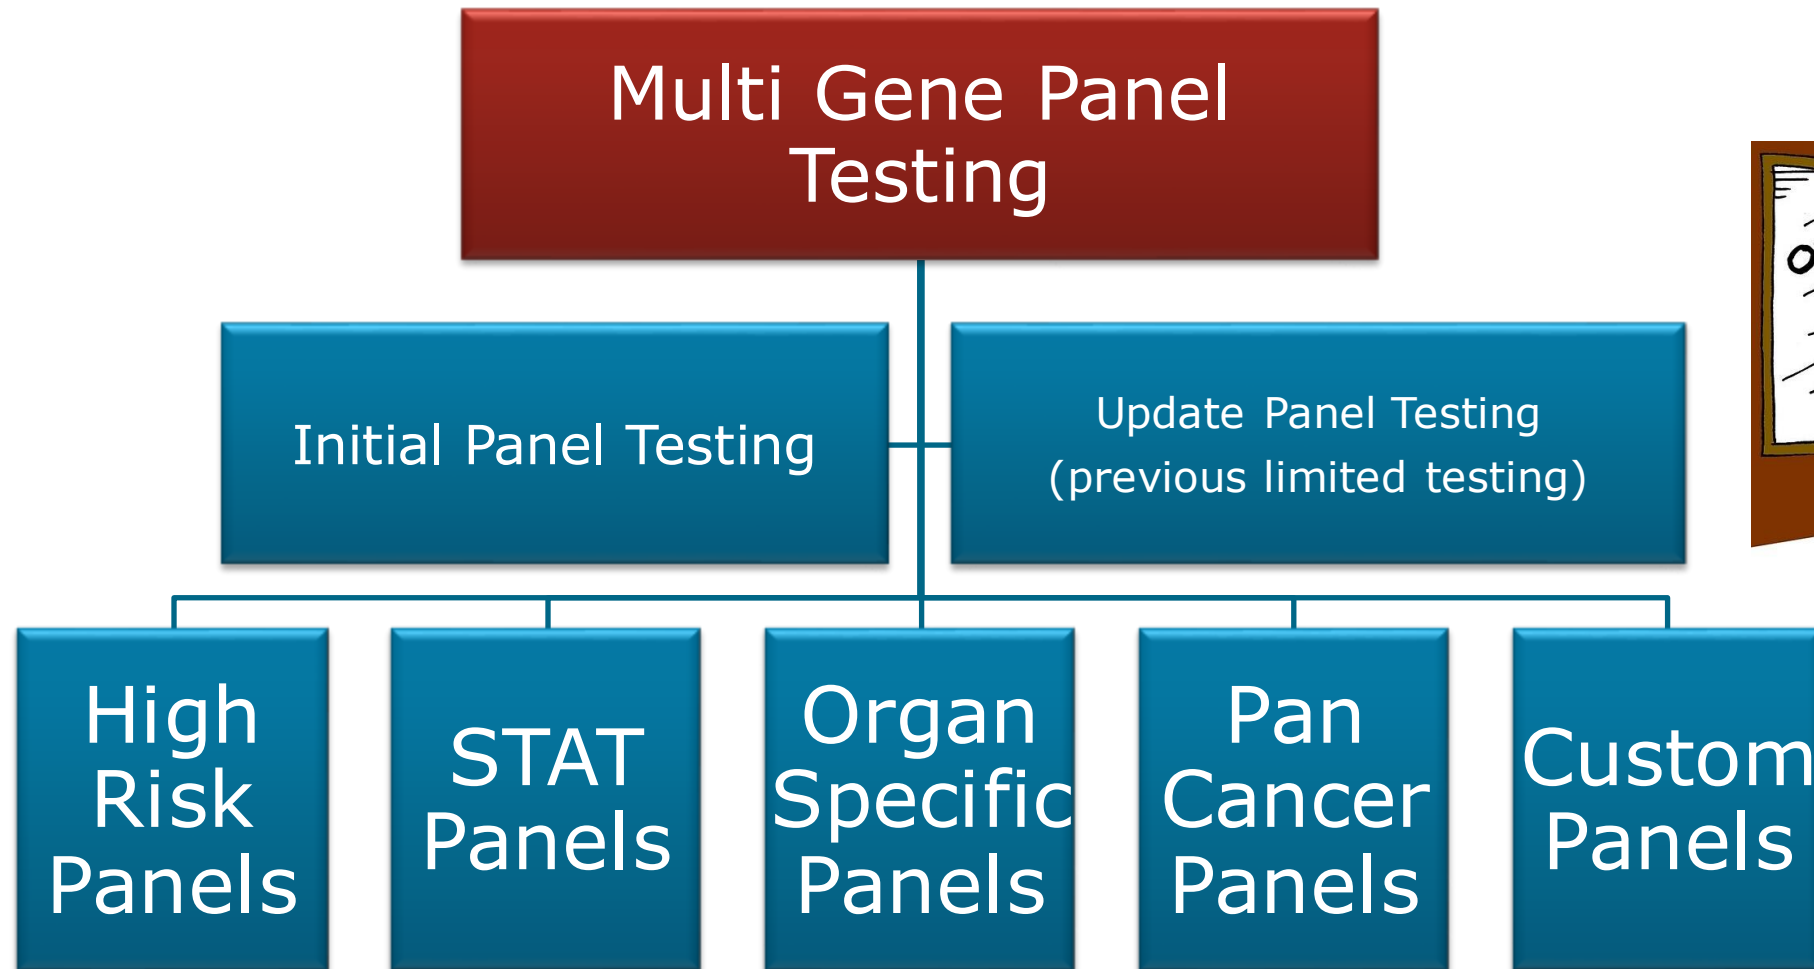 Multi Gene Panel
Testing
Initial Panel Testing
Update Panel Testing
(previous limited testing)
High
Risk
Panels
STAT
Panels
Organ
Specific
Panels
Pan
Cancer
Panels
Custom
Panels